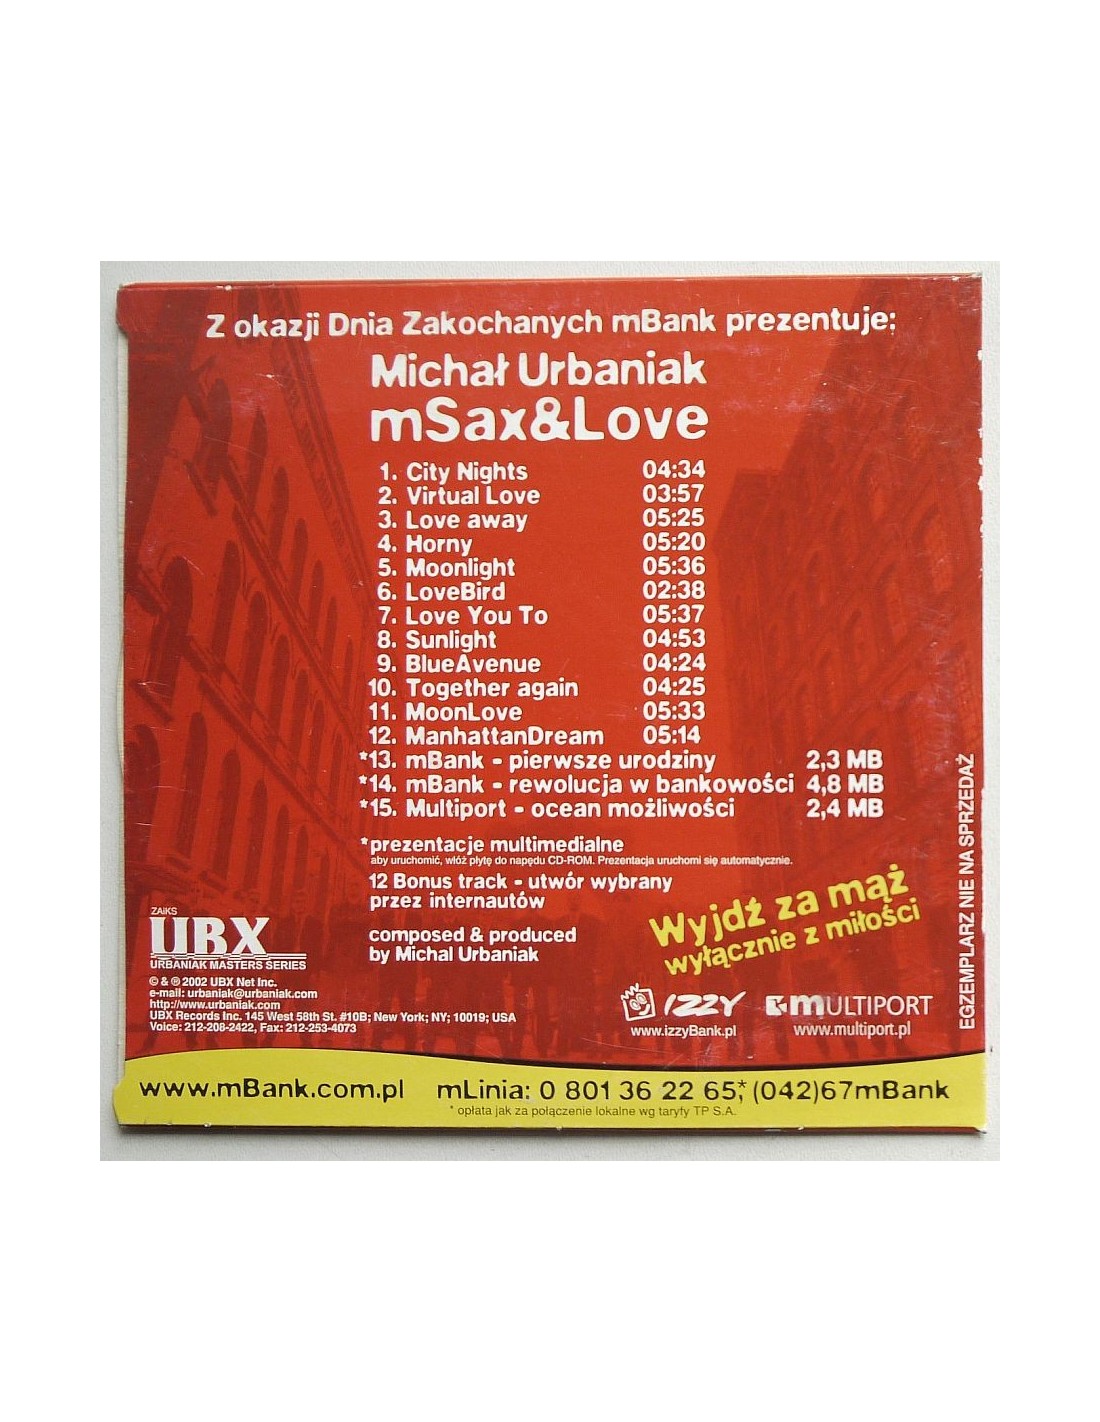 Z okazji Dnia Zakochanych mBank prezentuje:
Michał Urbaniak
mSax&Love
1. City Nights 04:34
2. Virtual Love 03:57
3. Love away 05:25
4. Horny 05:20
5. Moonlight 05:36
6. LoveBird 02:38
7. Love You To 05:37
8. Sunlight 04:53
9. BlueAvenue 04:24
10. Together again 04:25
11. MoonLove 05:33
12. ManhattanDream 05:14
*13. mBank - pierwsze urodziny 2,3 MB
*14. mBank - rewolucja w bankowości 4,8 MB
*15. Multiport - ocean możliwości 2,4 MB
*prezentacje multimedialne
aby uruchomić, włóż płytę do napędu CD-ROM. Prezentacja uruchomi się automatycznie.
12 Bonus track - utwór wybrany
przez internautów
composed & produced
by Michal Urbaniak
Wyjdź za mąż
wyłącznie z miłości
EGZEMPLARZ NIE NA SPRZEDAŻ
ZAiKS
UBX
URBANIAK MASTERS SERIES
© & ℗ 2002 UBX Net Inc.
e-mail: urbaniak@urbaniak.com
http://www.urbaniak.com
UBX Records Inc. 145 West 58th St. #10B; New York; NY; 10019; USA
Voice: 212-208-2422, Fax: 212-253-4073
IZZY
www.izzyBank.pl
mULTIPORT
www.multiport.pl
www.mBank.com.pl mLinia: 0 801 36 22 65;* (042)67mBank
* opłata jak za połączenie lokalne wg taryfy TP S.A.